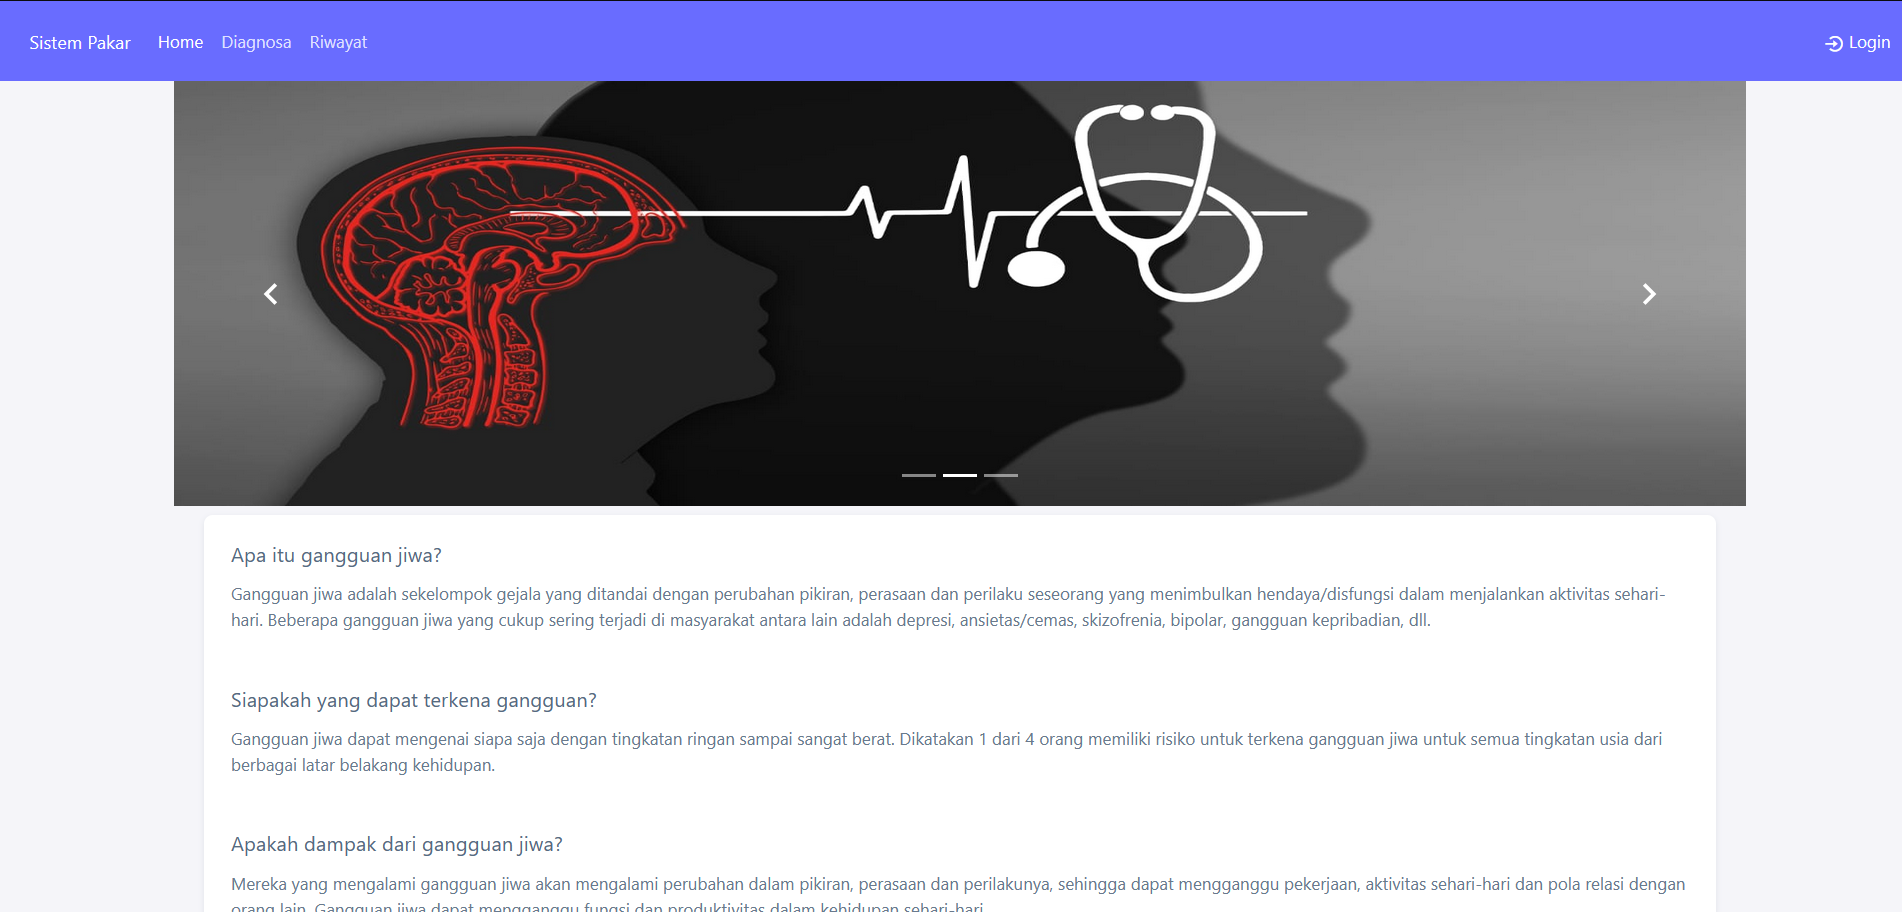 Sistem Pakar Home Diagnosa Riwayat Login
Apa itu gangguan jiwa?
Gangguan jiwa adalah sekelompok gejala yang ditandai dengan perubahan pikiran, perasaan dan perilaku seseorang yang menimbulkan hendaya/disfungsi dalam menjalankan aktivitas sehari-
hari. Beberapa gangguan jiwa yang cukup sering terjadi di masyarakat antara lain adalah depresi, ansietas/cemas, skizofrenia, bipolar, gangguan kepribadian, dll.
Siapakah yang dapat terkena gangguan?
Gangguan jiwa dapat mengenai siapa saja dengan tingkatan ringan sampai sangat berat. Dikatakan 1 dari 4 orang memiliki risiko untuk terkena gangguan jiwa untuk semua tingkatan usia dari
berbagai latar belakang kehidupan.
Apakah dampak dari gangguan jiwa?
Mereka yang mengalami gangguan jiwa akan mengalami perubahan dalam pikiran, perasaan dan perilakunya, sehingga dapat mengganggu pekerjaan, aktivitas sehari-hari dan pola relasi dengan
orang lain. Gangguan jiwa dapat mengganggu fungsi dan produktivitas dalam kehidupan sehari-hari.